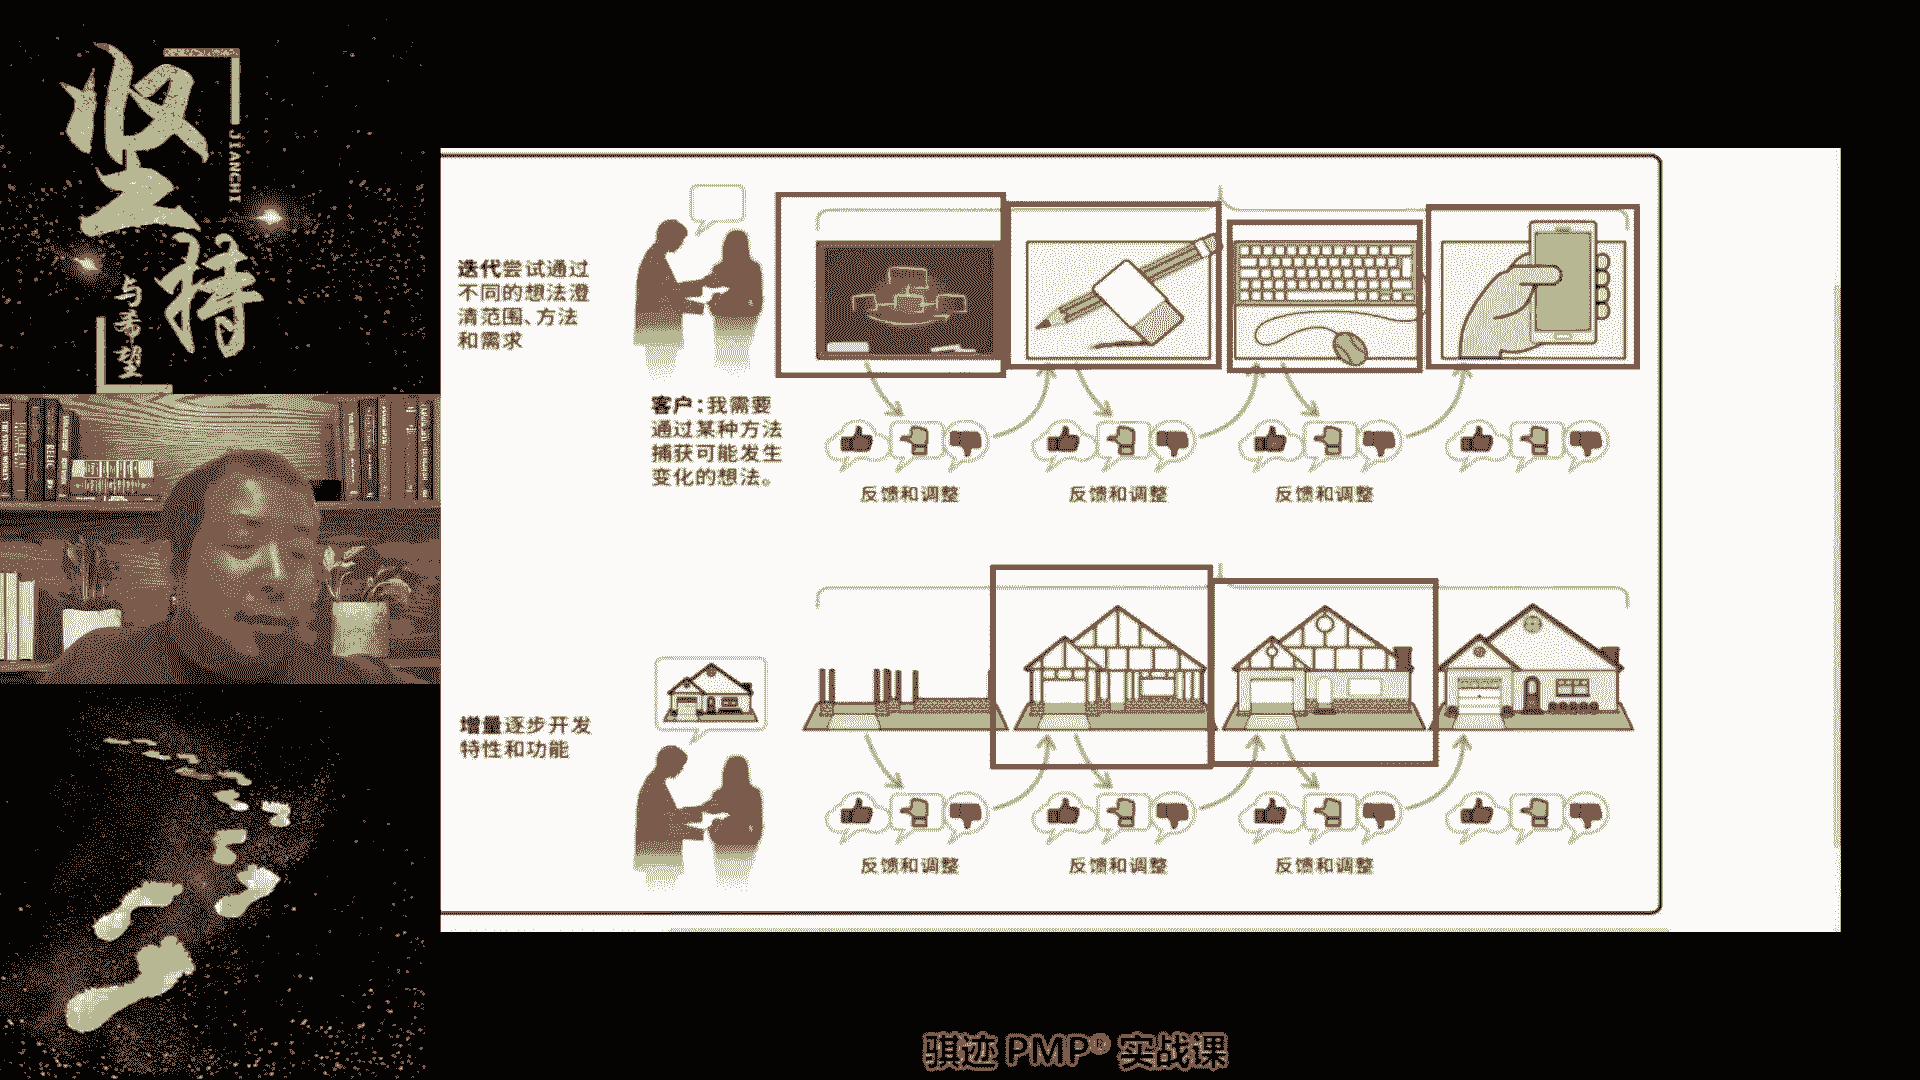 坚持
JIANCHI
与希望
迭代尝试通过
不同的想法澄
清范围、方法
和需求
客户：我需要
通过某种方法
捕获可能发生
变化的想法。
反馈和调整
反馈和调整
反馈和调整
增量逐步开发
特性和功能
反馈和调整
反馈和调整
反馈和调整
骐迹 PMP® 实战课